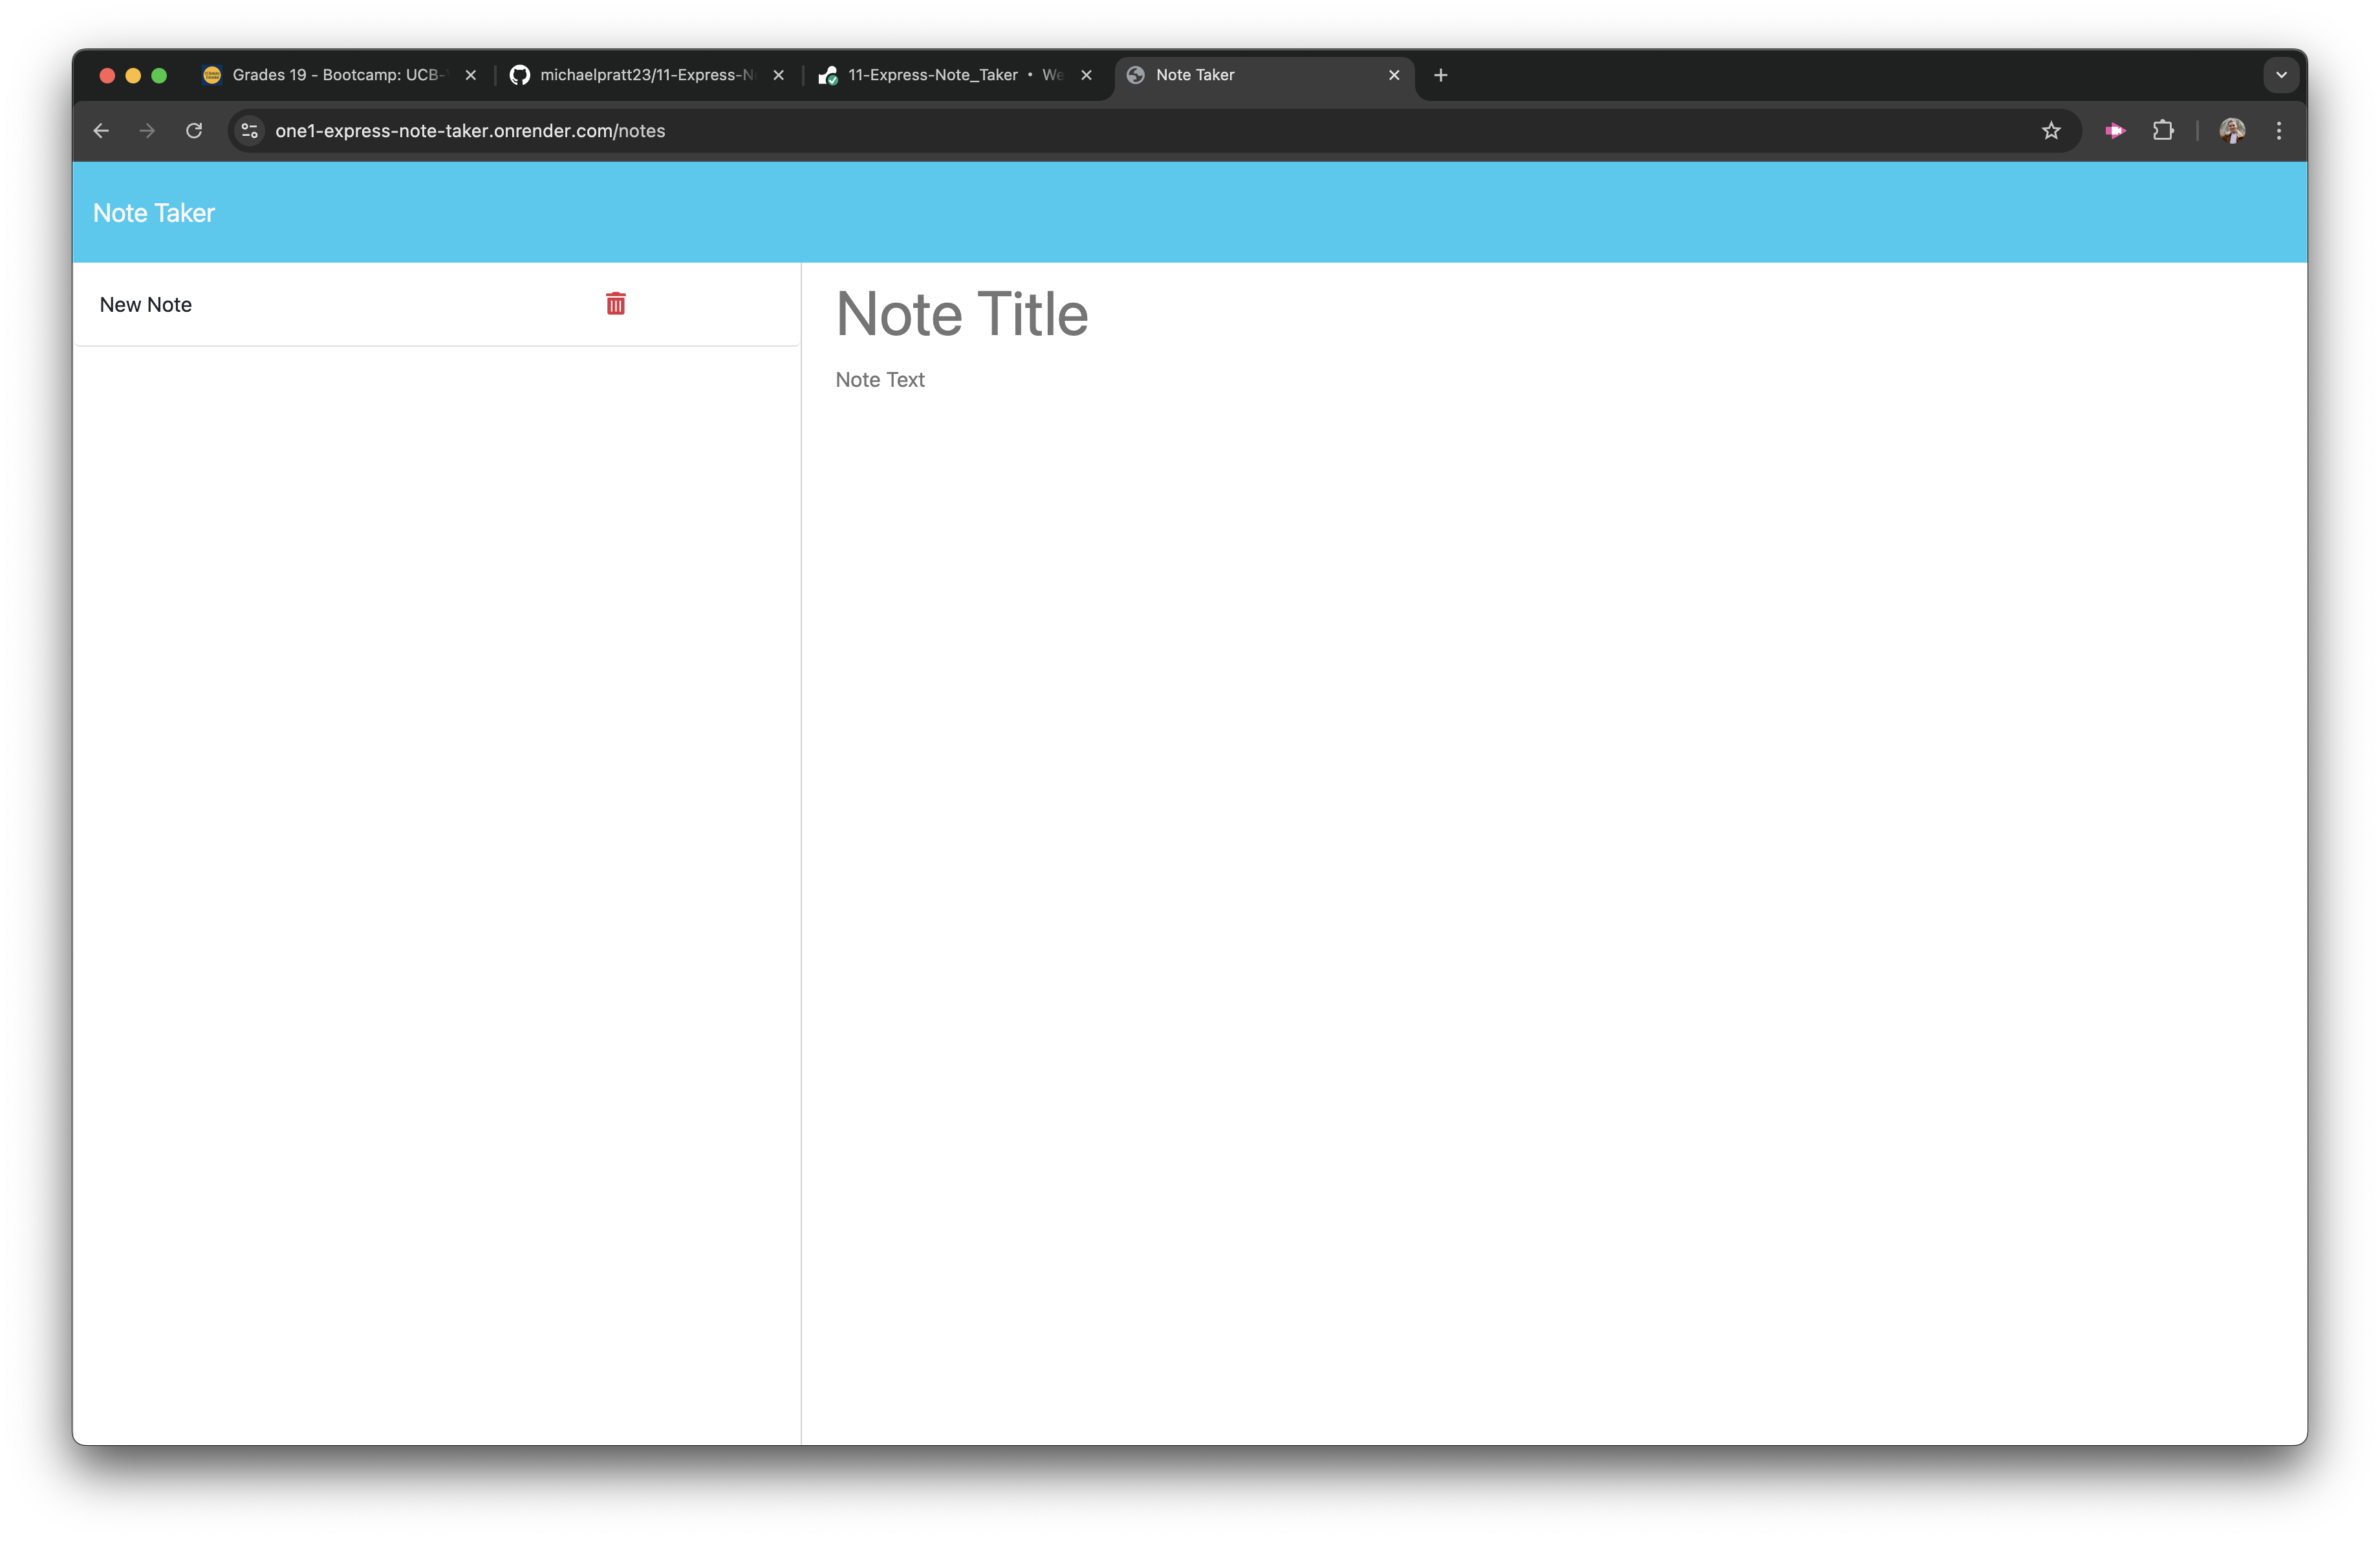 Grades 19 - Bootcamp: UCB-
michaelpratt23/11-Express-N
11-Express-Note_Taker • We
Note Taker
one1-express-note-taker.onrender.com/notes
Note Taker
New Note
Note Title
Note Text